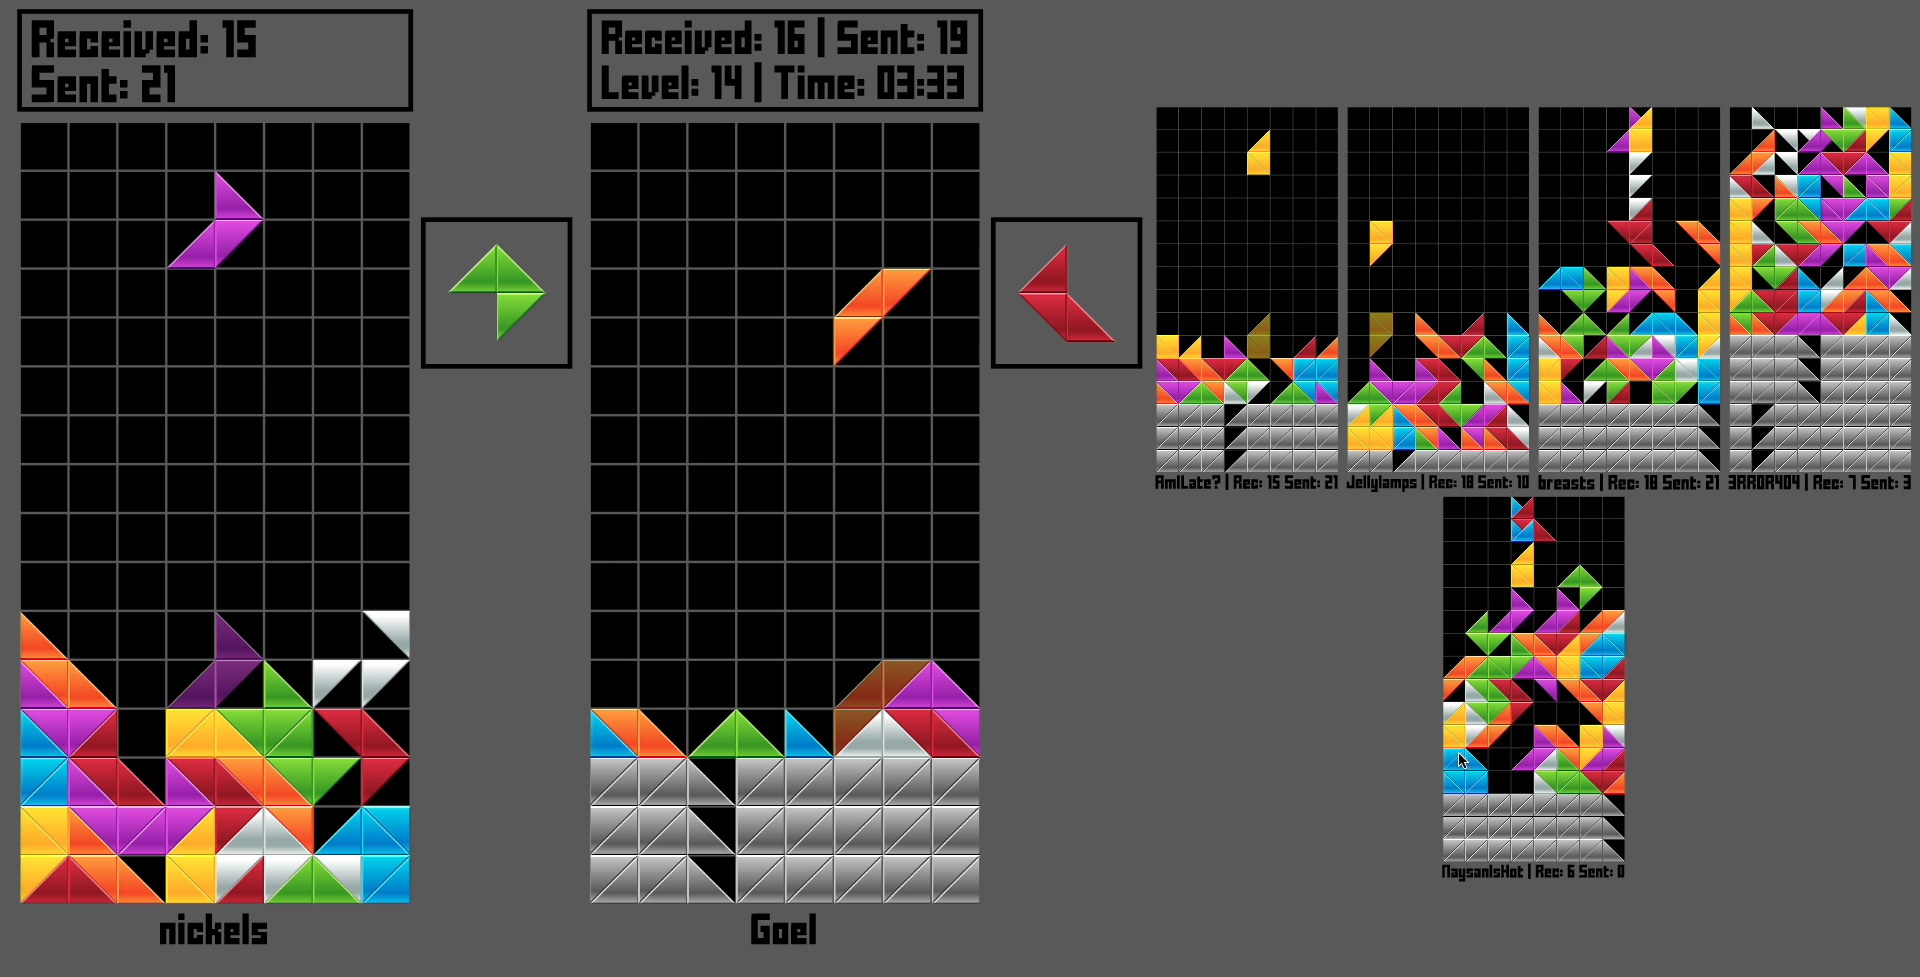 Received: 15
Sent: 21
Received: 16 | Sent: 19
Level: 14 | Time: 03:33
AmILate? | Rec: 15 Sent: 21
Jellylamps | Rec: 18 Sent: 10
breasts | Rec: 18 Sent: 21
3RR0R404 | Rec: 7 Sent: 3
NaysanIsHot | Rec: 6 Sent: 0
nickels
Goel